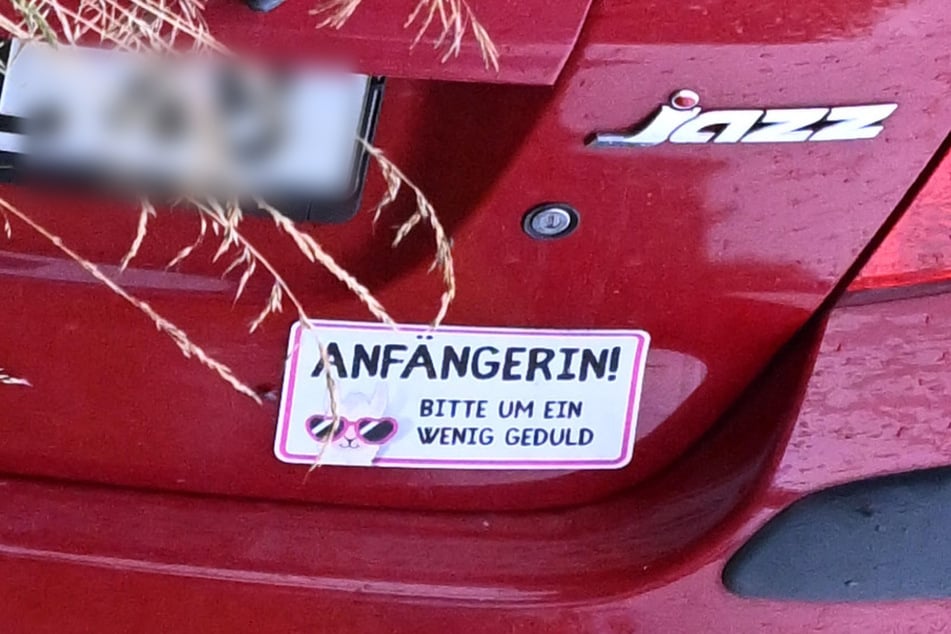 jazz
ANFÄNGERIN!
BITTE UM EIN
WENIG GEDULD